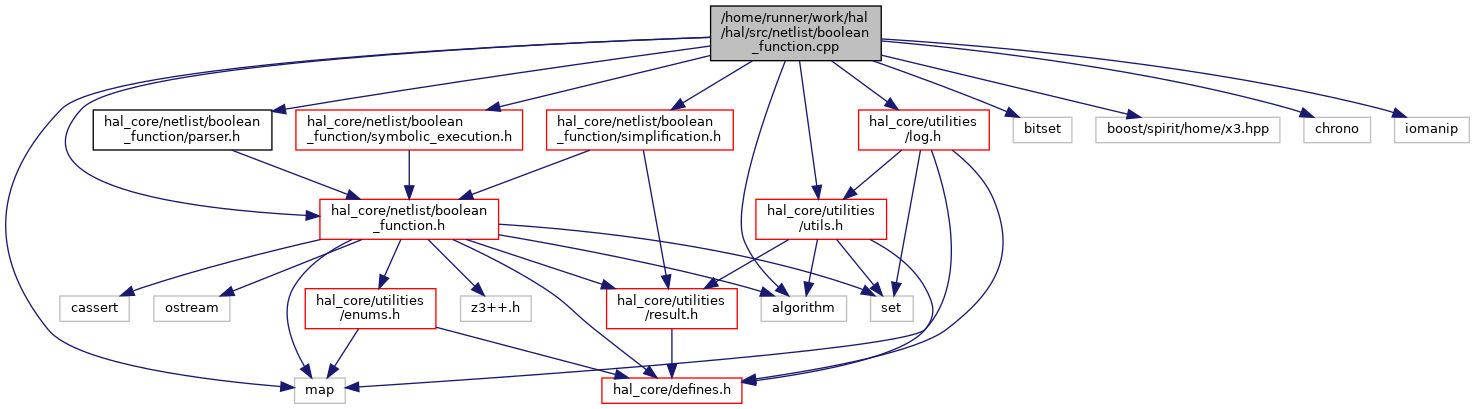 /home/runner/work/hal
/hal/src/netlist/boolean
_function.cpp
hal_core/netlist/boolean
_function/parser.h
hal_core/netlist/boolean
_function/symbolic_execution.h
hal_core/netlist/boolean
_function/simplification.h
hal_core/utilities
/log.h
bitset
boost/spirit/home/x3.hpp
chrono
iomanip
hal_core/netlist/boolean
_function.h
hal_core/utilities
/utils.h
cassert
ostream
hal_core/utilities
/enums.h
z3++.h
hal_core/utilities
/result.h
algorithm
set
map
hal_core/defines.h